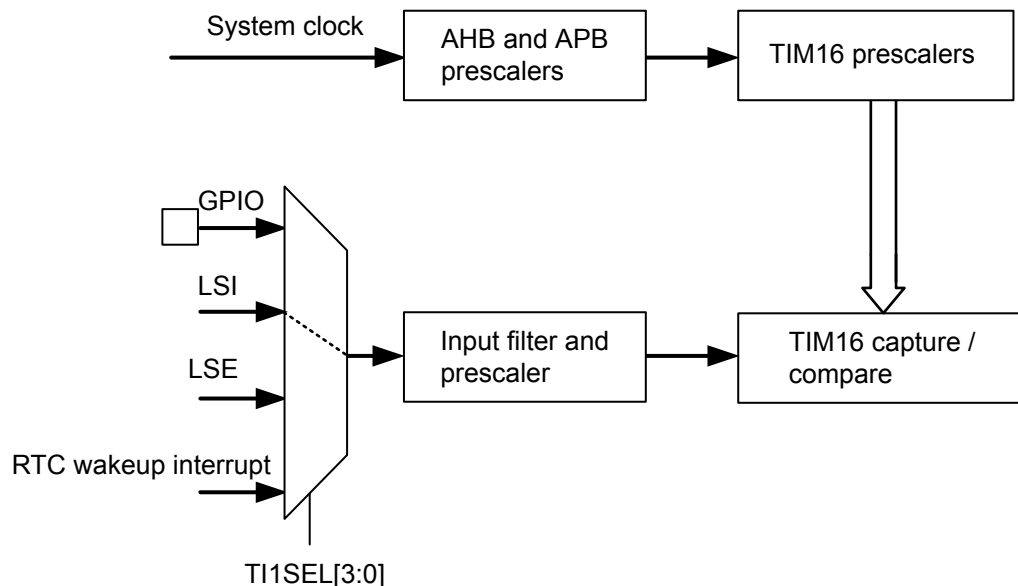 System clock
AHB and APB
prescalers
TIM16 prescalers
GPIO
LSI
LSE
RTC wakeup interrupt
Input filter and
prescaler
TIM16 capture /
compare
TI1SEL[3:0]